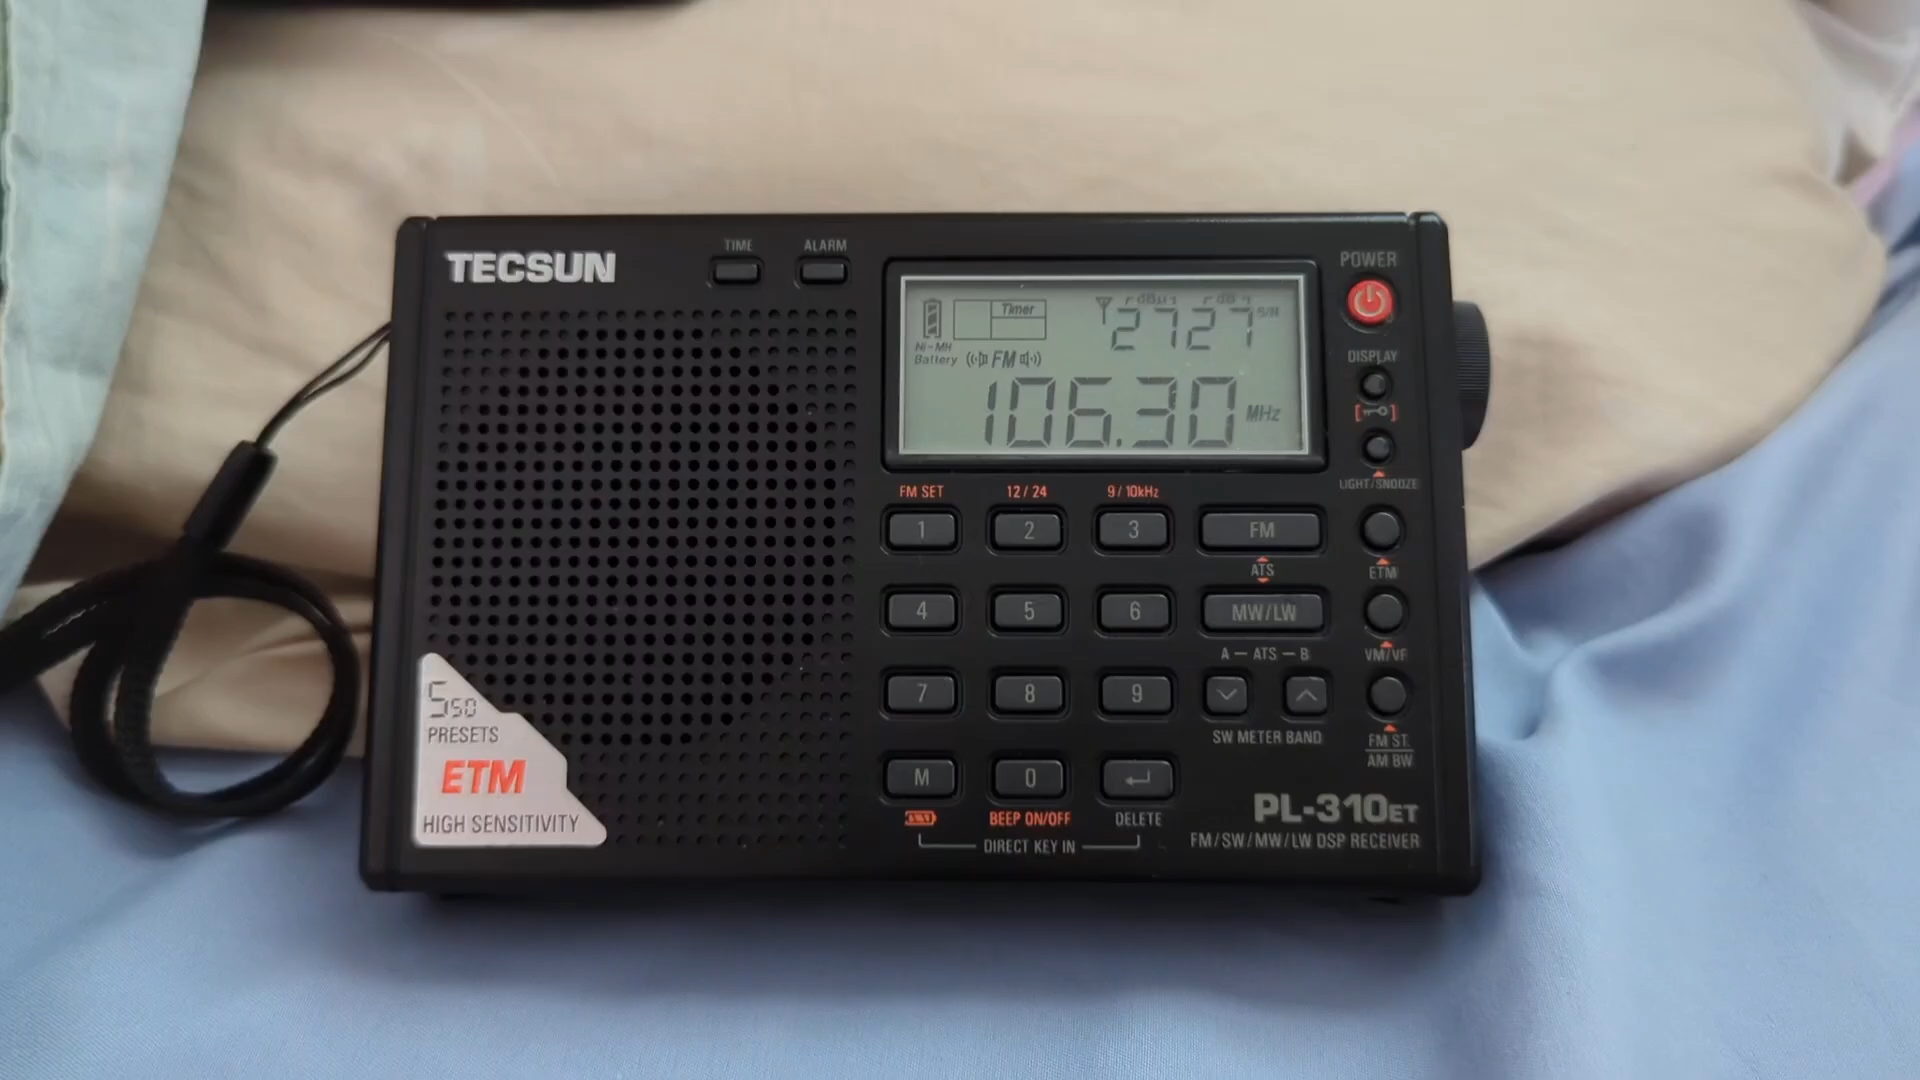 TECSUN
TIME
ALARM
POWER
Timer
2727
S/N
Ni-MH
Battery
FM
106.30 MHz
DISPLAY
LIGHT/SNOOZE
FM SET
12/24
9/10kHz
1
2
3
FM
ATS
ETM
4
5
6
MW/LW
VM/VF
A — ATS — B
7
8
9
SW METER BAND
FM ST.
AM BW
550
PRESETS
ETM
HIGH SENSITIVITY
M
0
BEEP ON/OFF
DELETE
DIRECT KEY IN
PL-310ET
FM/SW/MW/LW DSP RECEIVER